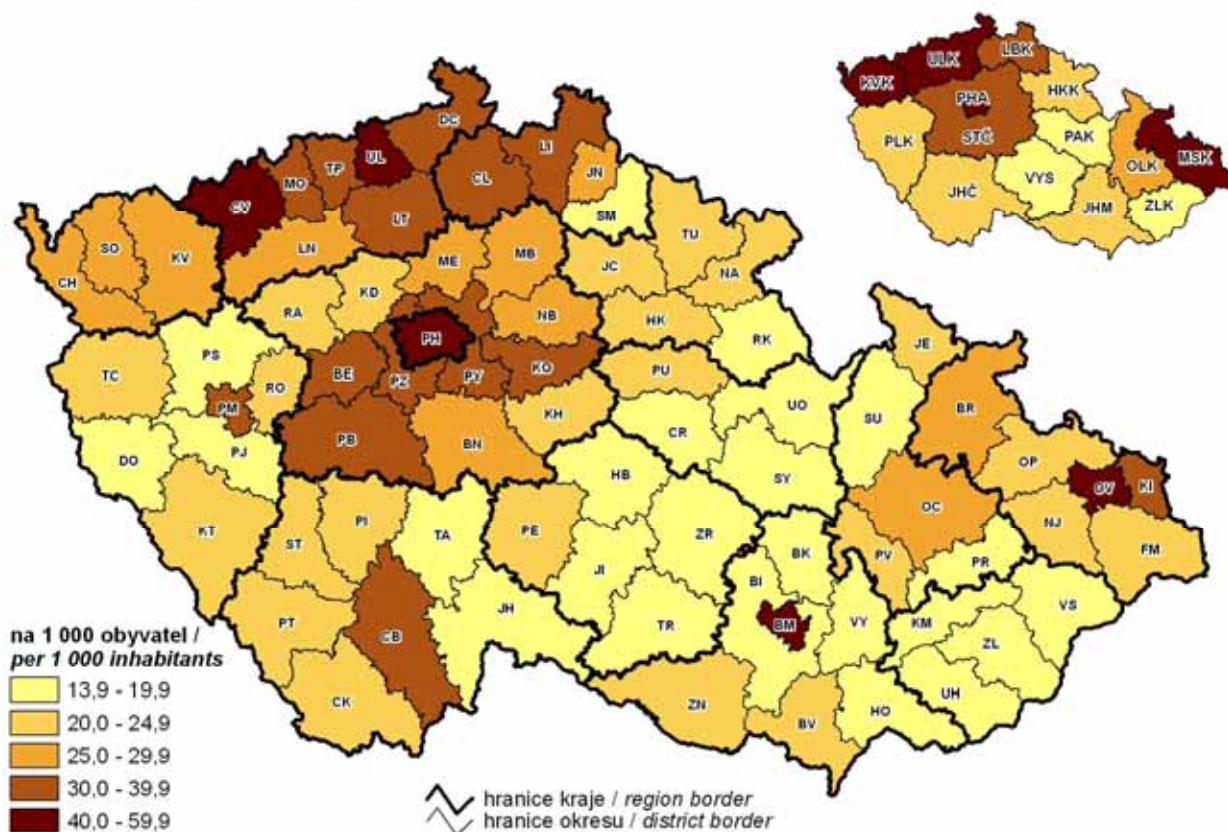 ULK LBK
KVK
HKK
PHA
PLK STČ PAK
OLK MSK
VYS
JHČ
JHM ZLK
DC
UL LI
TP
MO CL JN
CV
LT SM
SO LN ME MB TU
KV
CH JC
KD NA
RA NB HK
PH RK JE
PS
TC BE PZ PY KO PU
RO
PM KH UO SU BR
CR
PB BN
DO PJ OP
HB SY OV KI
OC
KT ST PI TA PE ZR NJ
BK PV FM
JI BI PR
VS
PT CB JH TR BM VY KM
ZL
CK ZN UH
BV HO
na 1 000 obyvatel /
per 1 000 inhabitants
13,9 - 19,9
20,0 - 24,9
25,0 - 29,9
30,0 - 39,9
40,0 - 59,9
hranice kraje / region border
hranice okresu / district border